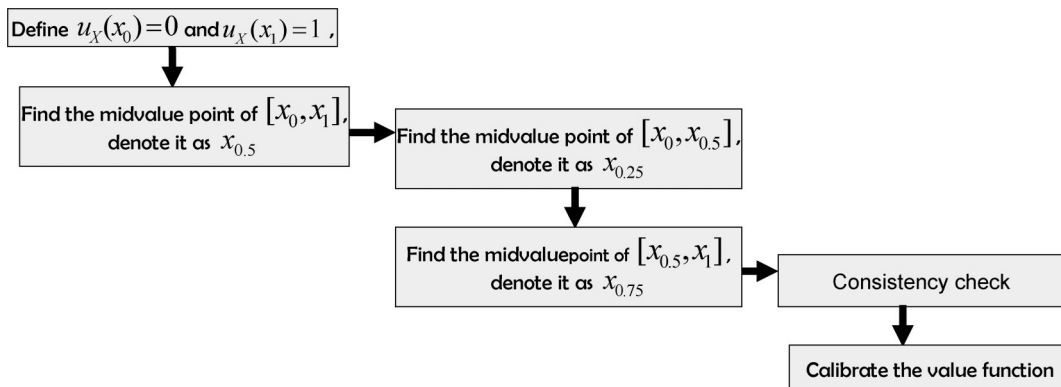 Define u_X(x_0)=0 and u_X(x_1)=1 ,
Find the midvalue point of [x_0,x_1],
denote it as x_0.5
Find the midvalue point of [x_0,x_0.5],
denote it as x_0.25
Find the midvaluepoint of [x_0.5,x_1],
denote it as x_0.75
Consistency check
Calibrate the value function